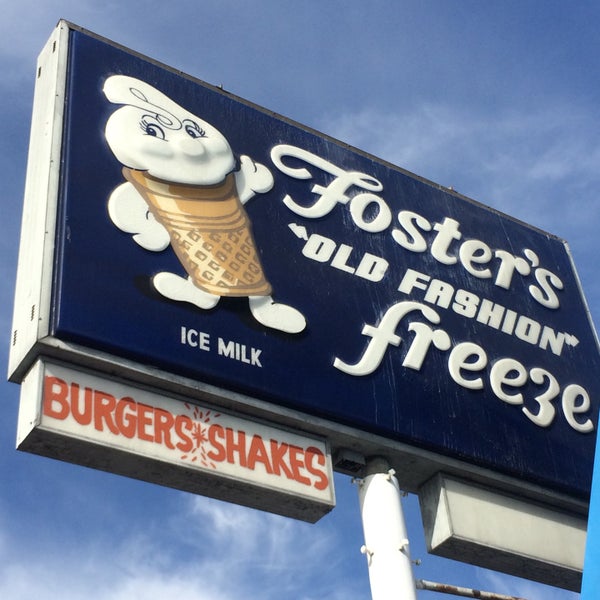 Foster's
"OLD FASHION"
freeze
ICE MILK
BURGERS SHAKES